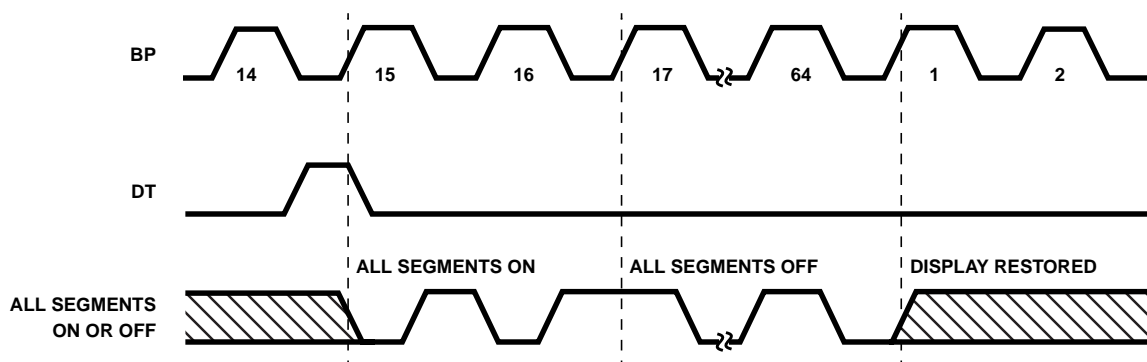 BP
14 15 16 17 64 1 2
DT
ALL SEGMENTS ON ALL SEGMENTS OFF DISPLAY RESTORED
ALL SEGMENTS
ON OR OFF